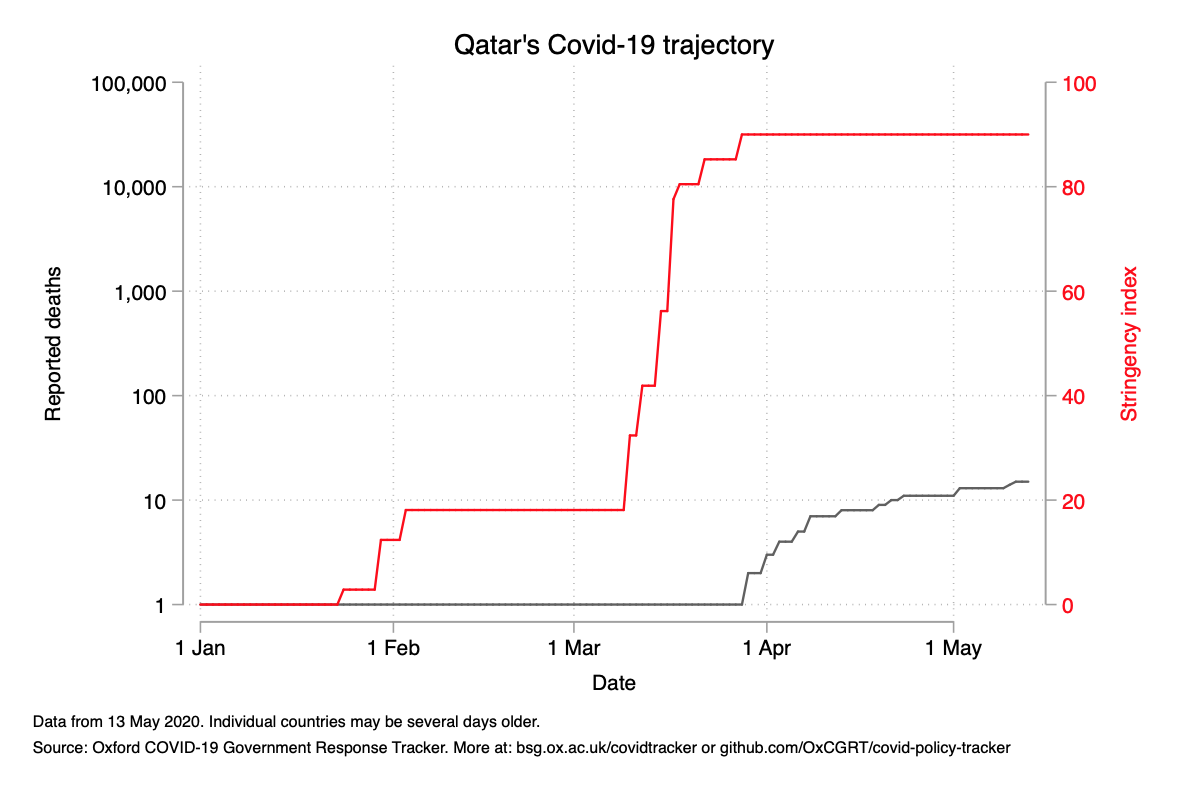 Qatar's Covid-19 trajectory
100,000
10,000
1,000
100
10
1
Reported deaths
100
80
60
40
20
0
Stringency index
1 Jan
1 Feb
1 Mar
1 Apr
1 May
Date
Data from 13 May 2020. Individual countries may be several days older.
Source: Oxford COVID-19 Government Response Tracker. More at: bsg.ox.ac.uk/covidtracker or github.com/OxCGRT/covid-policy-tracker